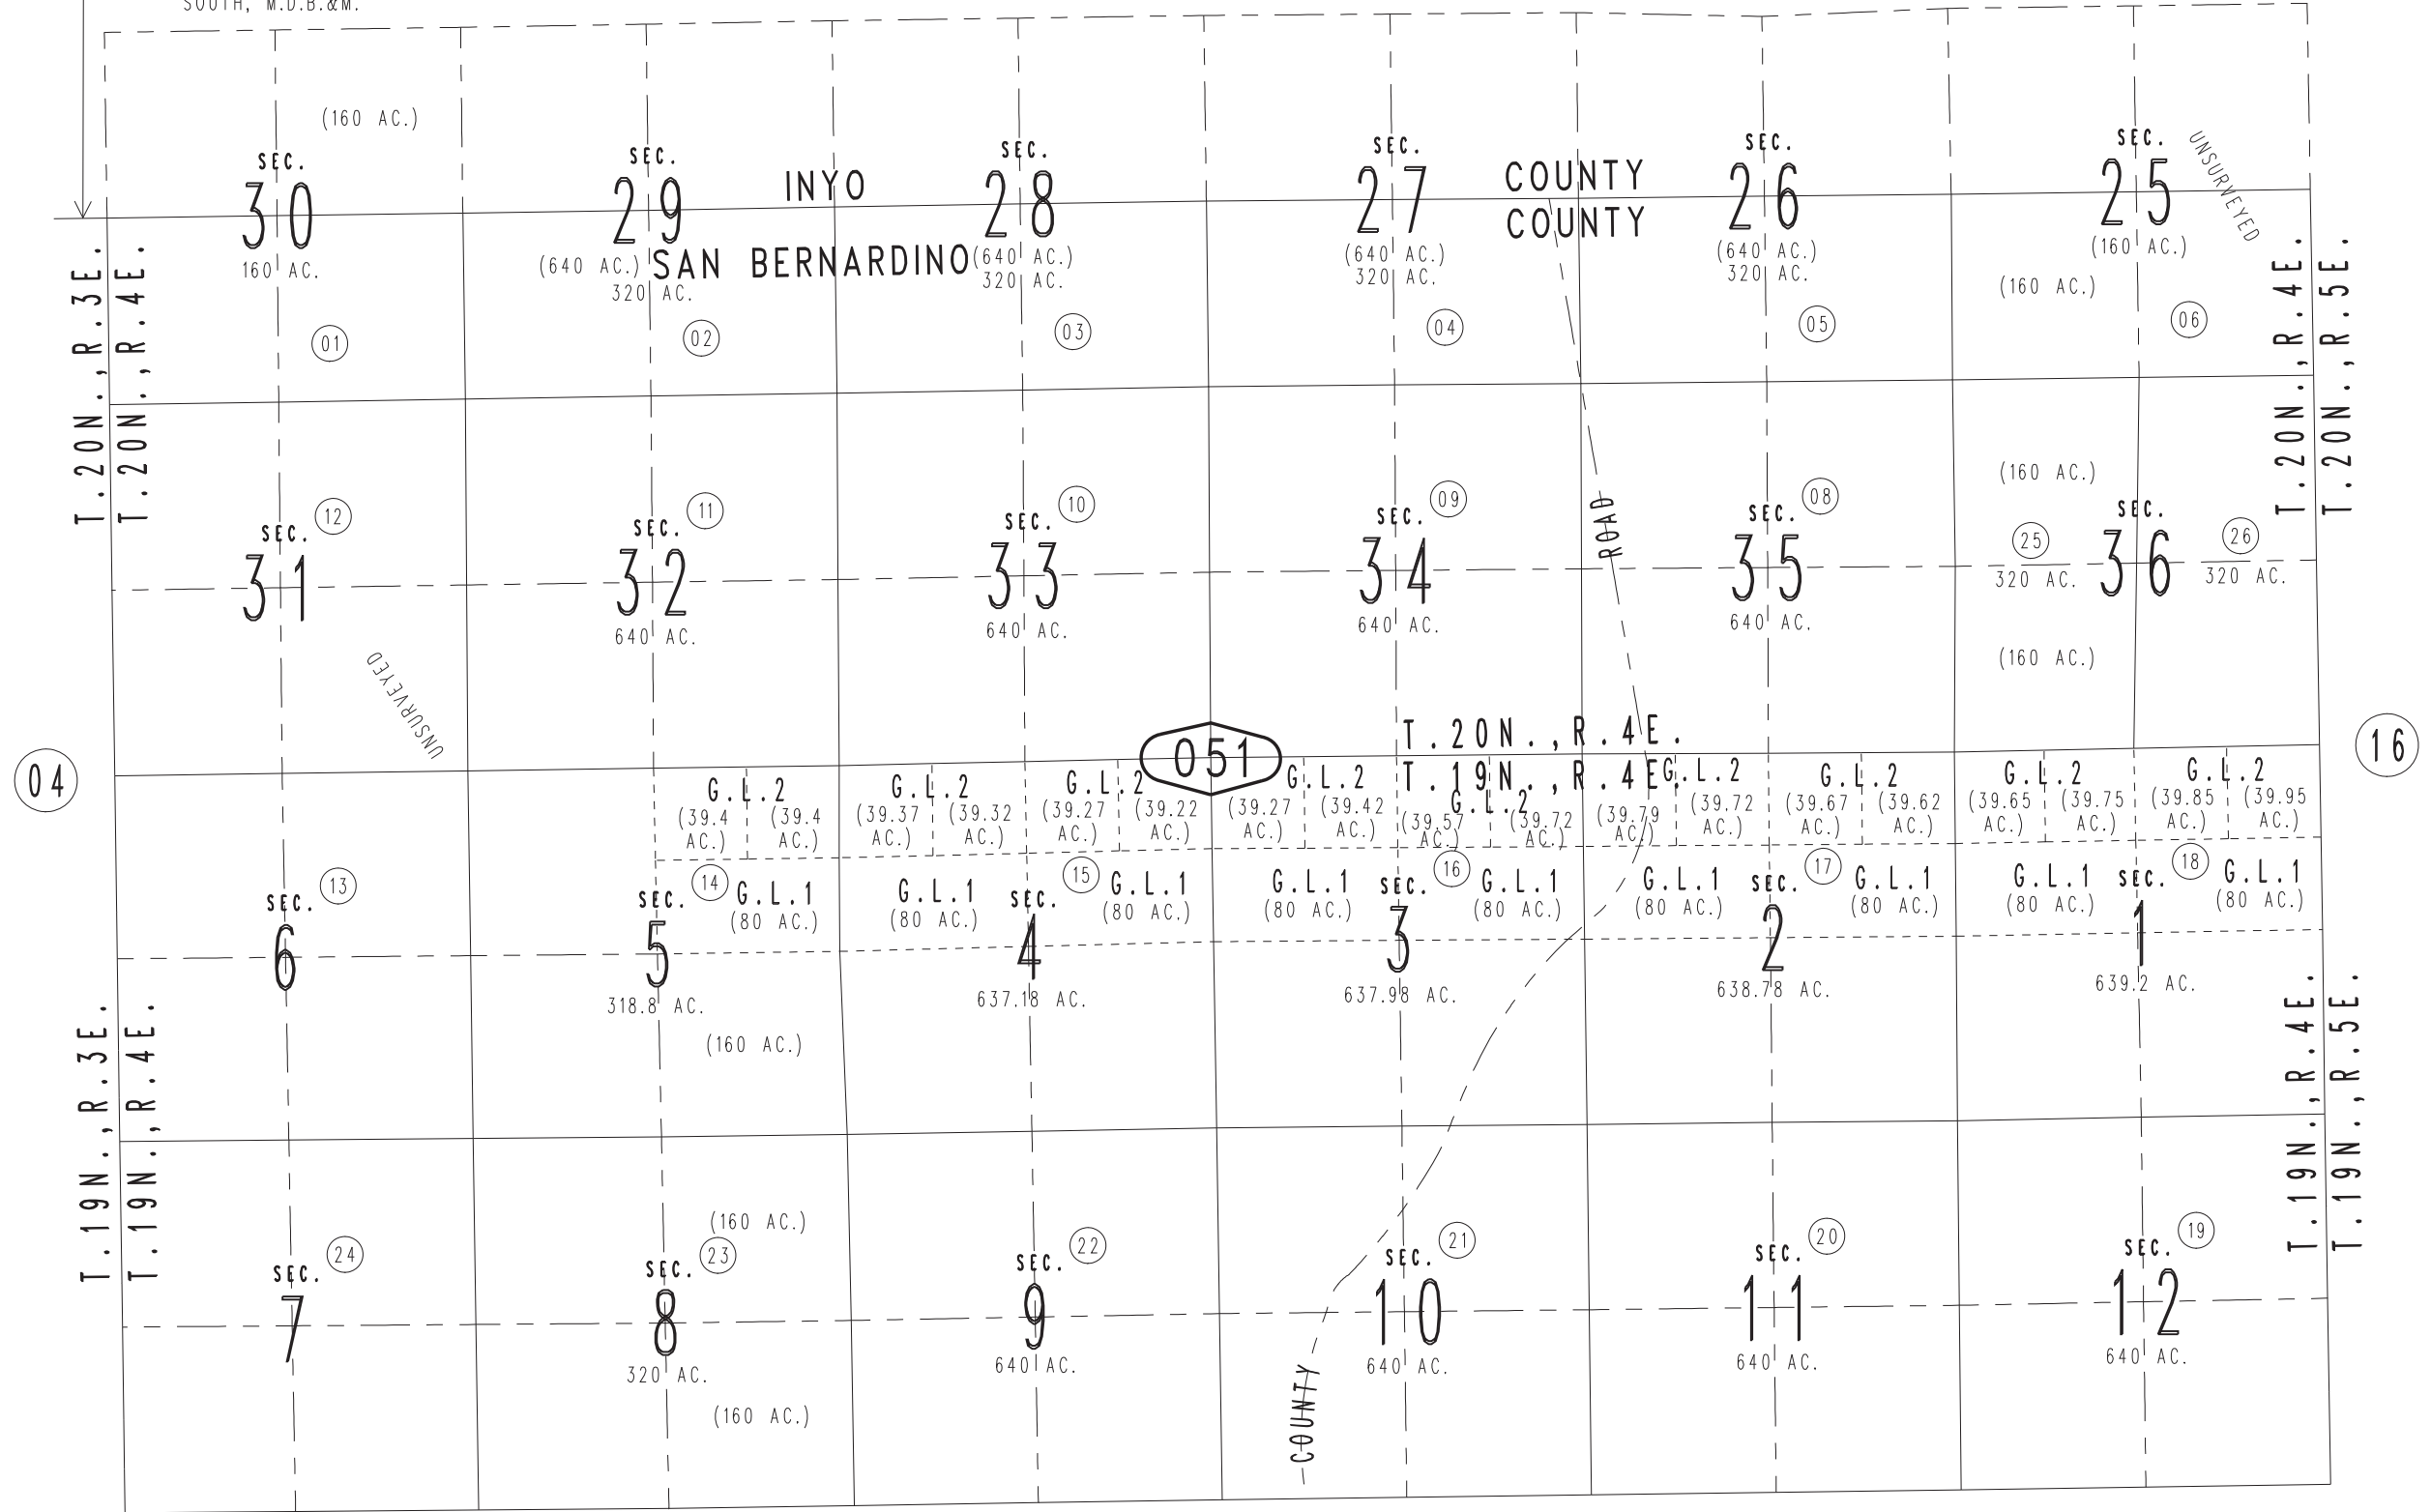 SOUTH, M.D.B.&M.
(160 AC.)
SEC.
30
160 AC.
01
SEC.
29
(640 AC.)
320 AC.
02
INYO COUNTY
SAN BERNARDINO COUNTY
SEC.
28
(640 AC.)
320 AC.
03
SEC.
27
(640 AC.)
320 AC.
04
SEC.
26
(640 AC.)
320 AC.
05
SEC.
25
(160 AC.)
(160 AC.)
06
UNSURVEYED
T.20N.,R.3E.
T.20N.,R.4E.
T.20N.,R.4E.
T.20N.,R.5E.
12
SEC.
31
UNSURVEYED
11
SEC.
32
640 AC.
10
SEC.
33
640 AC.
09
SEC.
34
640 AC.
ROAD
08
SEC.
35
640 AC.
(160 AC.)
25
320 AC.
SEC.
36
26
320 AC.
(160 AC.)
04
051
16
T.20N.,R.4E.
T.19N.,R.4E.
13
SEC.
6
G.L.2
(39.4 AC.)
(39.4 AC.)
14
SEC.
5
G.L.1
(80 AC.)
318.8 AC.
(160 AC.)
G.L.2
(39.37 AC.)
(39.32 AC.)
G.L.2
(39.27 AC.)
(39.22 AC.)
G.L.1
(80 AC.)
15
SEC.
4
G.L.1
(80 AC.)
637.18 AC.
G.L.2
(39.27 AC.)
(39.42 AC.)
G.L.2
(39.57 AC.)
(39.72 AC.)
G.L.1
(80 AC.)
16
SEC.
3
G.L.1
(80 AC.)
637.98 AC.
G.L.2
(39.79 AC.)
(39.72 AC.)
G.L.2
(39.67 AC.)
(39.62 AC.)
G.L.1
(80 AC.)
17
SEC.
2
G.L.1
(80 AC.)
638.78 AC.
G.L.2
(39.65 AC.)
(39.75 AC.)
G.L.2
(39.85 AC.)
(39.95 AC.)
G.L.1
(80 AC.)
18
SEC.
1
G.L.1
(80 AC.)
639.2 AC.
T.19N.,R.3E.
T.19N.,R.4E.
T.19N.,R.4E.
T.19N.,R.5E.
24
SEC.
7
(160 AC.)
23
SEC.
8
320 AC.
(160 AC.)
22
SEC.
9
640 AC.
21
SEC.
10
640 AC.
COUNTY
20
SEC.
11
640 AC.
19
SEC.
12
640 AC.